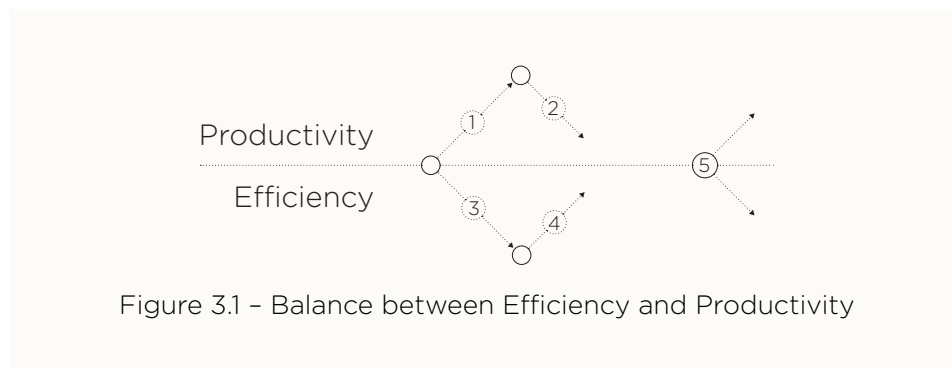 1
2
Productivity
5
Efficiency
3
4
Figure 3.1 – Balance between Efficiency and Productivity